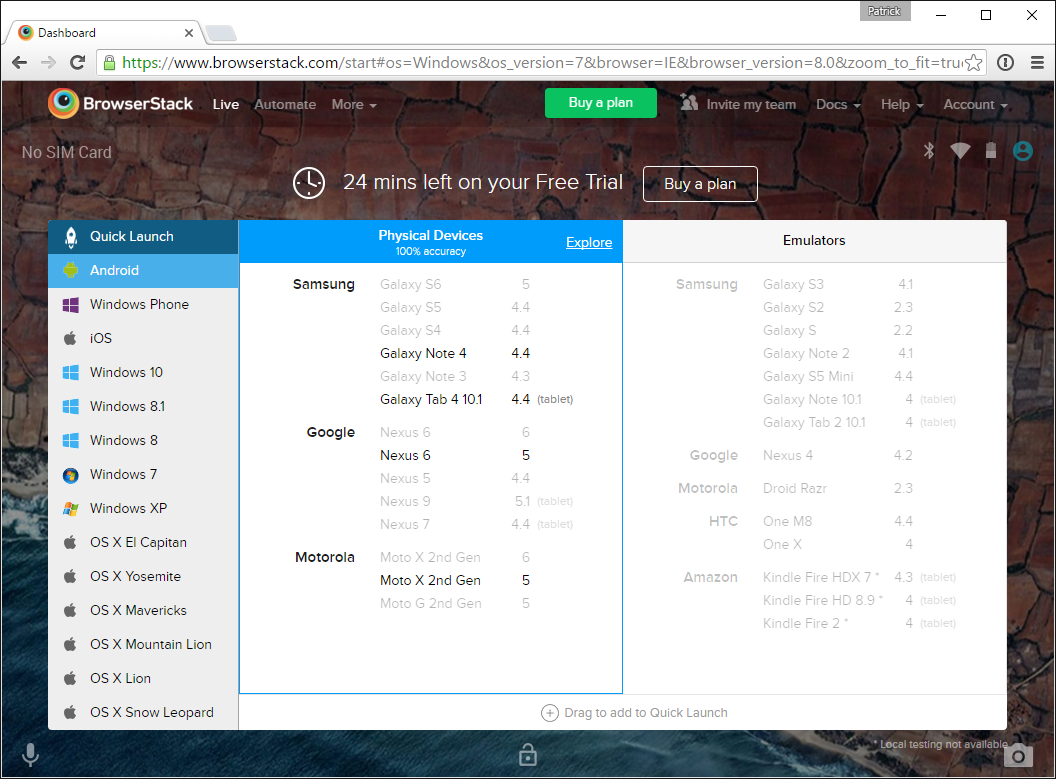 Patrick
Dashboard
https://www.browserstack.com/start#os=Windows&os_version=7&browser=IE&browser_version=8.0&zoom_to_fit=tru
BrowserStack Live Automate More Buy a plan Invite my team Docs Help Account
No SIM Card
24 mins left on your Free Trial Buy a plan
Quick Launch
Android
Windows Phone
iOS
Windows 10
Windows 8.1
Windows 8
Windows 7
Windows XP
OS X El Capitan
OS X Yosemite
OS X Mavericks
OS X Mountain Lion
OS X Lion
OS X Snow Leopard
Physical Devices
100% accuracy
Explore
Samsung Galaxy S6 5
Galaxy S5 4.4
Galaxy S4 4.4
Galaxy Note 4 4.4
Galaxy Note 3 4.3
Galaxy Tab 4 10.1 4.4 (tablet)
Google Nexus 6 6
Nexus 6 5
Nexus 5 4.4
Nexus 9 5.1 (tablet)
Nexus 7 4.4 (tablet)
Motorola Moto X 2nd Gen 6
Moto X 2nd Gen 5
Moto G 2nd Gen 5
Emulators
Samsung Galaxy S3 4.1
Galaxy S2 2.3
Galaxy S 2.2
Galaxy Note 2 4.1
Galaxy S5 Mini 4.4
Galaxy Note 10.1 4 (tablet)
Galaxy Tab 2 10.1 4 (tablet)
Google Nexus 4 4.2
Motorola Droid Razr 2.3
HTC One M8 4.4
One X 4
Amazon Kindle Fire HDX 7 * 4.3 (tablet)
Kindle Fire HD 8.9 * 4 (tablet)
Kindle Fire 2 * 4 (tablet)
Drag to add to Quick Launch
* Local testing not available